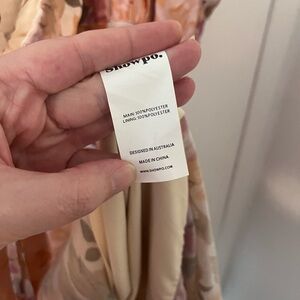 Showpo.
MAIN: 100% POLYESTER
LINING: 100% POLYESTER
DESIGNED IN AUSTRALIA
MADE IN CHINA
WWW.SHOWPO.COM